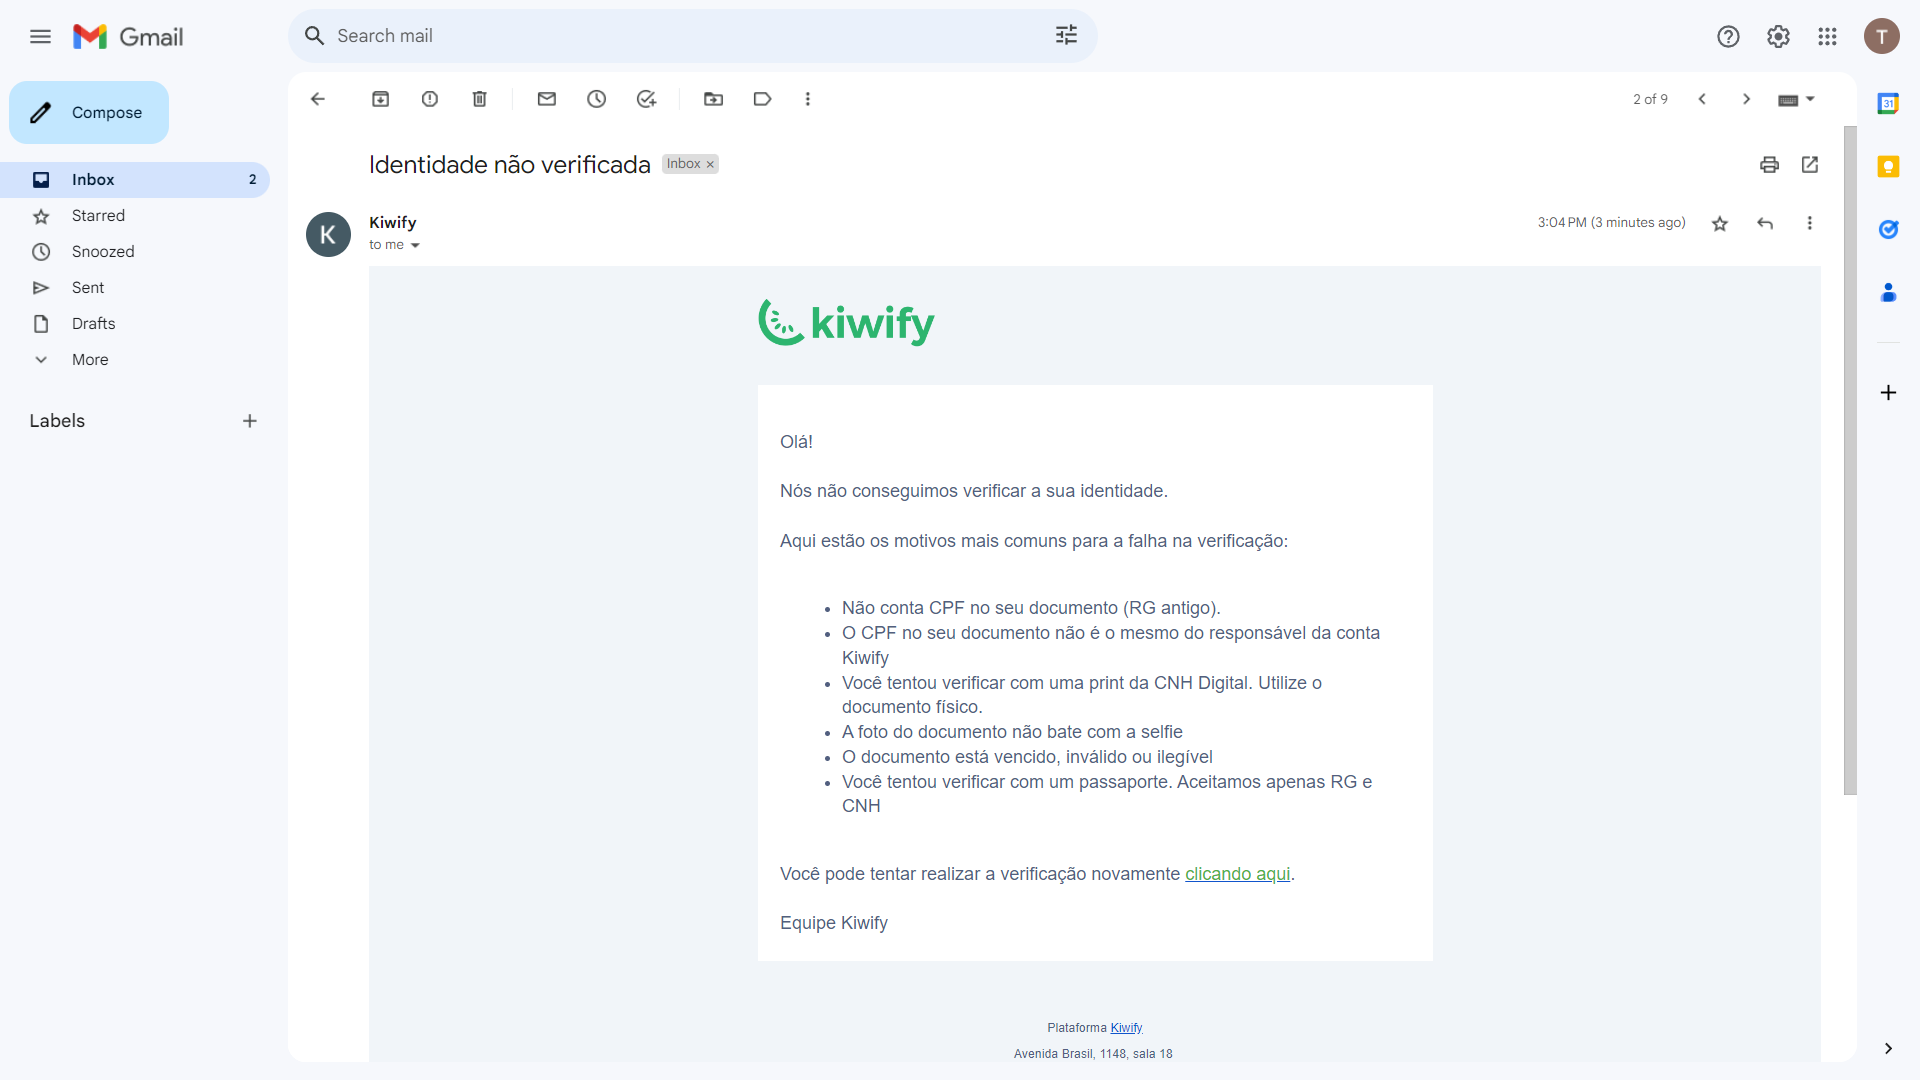 Gmail
Search mail
T
Compose
2 of 9
31
Identidade não verificada
Inbox ×
Inbox 2
Starred
Snoozed
Sent
Drafts
More
Labels
K
Kiwify
3:04 PM (3 minutes ago)
to me
kiwify
Olá!
Nós não conseguimos verificar a sua identidade.
Aqui estão os motivos mais comuns para a falha na verificação:
• Não conta CPF no seu documento (RG antigo).
• O CPF no seu documento não é o mesmo do responsável da conta
Kiwify
• Você tentou verificar com uma print da CNH Digital. Utilize o
documento físico.
• A foto do documento não bate com a selfie
• O documento está vencido, inválido ou ilegível
• Você tentou verificar com um passaporte. Aceitamos apenas RG e
CNH
Você pode tentar realizar a verificação novamente clicando aqui.
Equipe Kiwify
Plataforma Kiwify
Avenida Brasil, 1148, sala 18